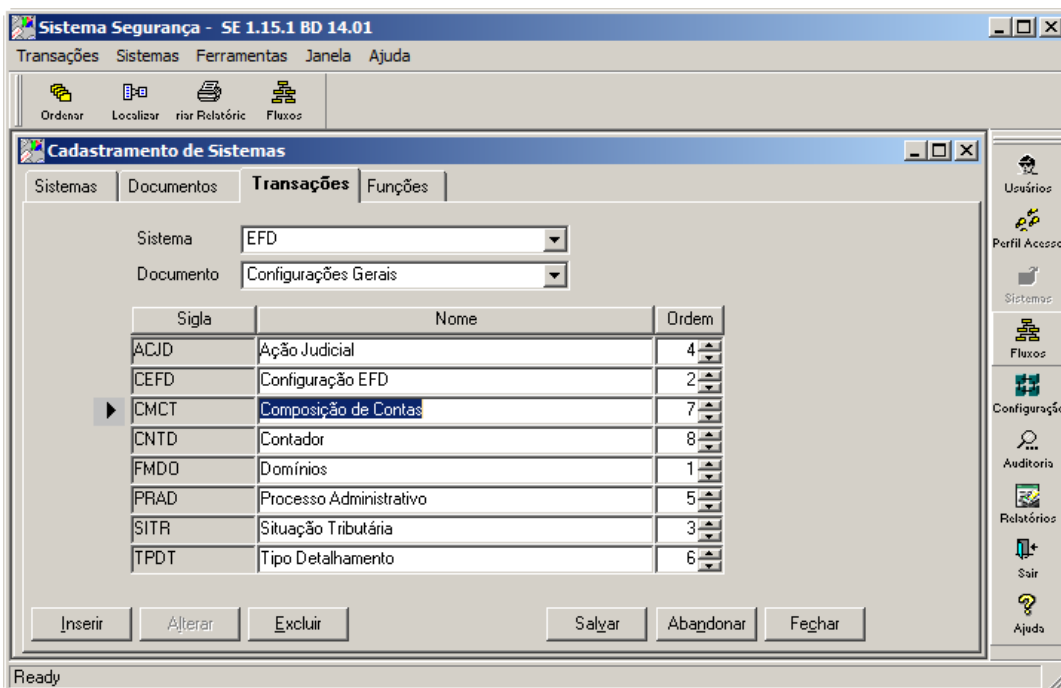 Sistema Segurança - SE 1.15.1 BD 14.01
Transações Sistemas Ferramentas Janela Ajuda
Ordenar Localizar riar Relatóric Fluxos
Cadastramento de Sistemas
Sistemas Documentos Transações Funções
Sistema EFD
Documento Configurações Gerais
Sigla Nome Ordem
ACJD Ação Judicial 4
CEFD Configuração EFD 2
CMCT Composição de Contas 7
CNTD Contador 8
FMDO Domínios 1
PRAD Processo Administrativo 5
SITR Situação Tributária 3
TPDT Tipo Detalhamento 6
Inserir Alterar Excluir Salvar Abandonar Fechar
Usuários
Perfil Acesso
Sistemas
Fluxos
Configuração
Auditoria
Relatórios
Sair
Ajuda
Ready